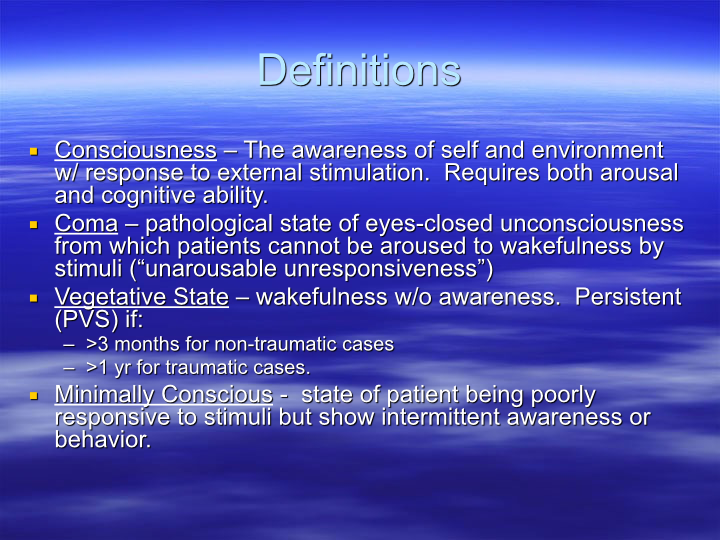 Definitions
Consciousness – The awareness of self and environment
w/ response to external stimulation.  Requires both arousal
and cognitive ability.
Coma – pathological state of eyes-closed unconsciousness
from which patients cannot be aroused to wakefulness by
stimuli (“unarousable unresponsiveness”)
Vegetative State – wakefulness w/o awareness.  Persistent
(PVS) if:
– >3 months for non-traumatic cases
– >1 yr for traumatic cases.
Minimally Conscious -  state of patient being poorly
responsive to stimuli but show intermittent awareness or
behavior.